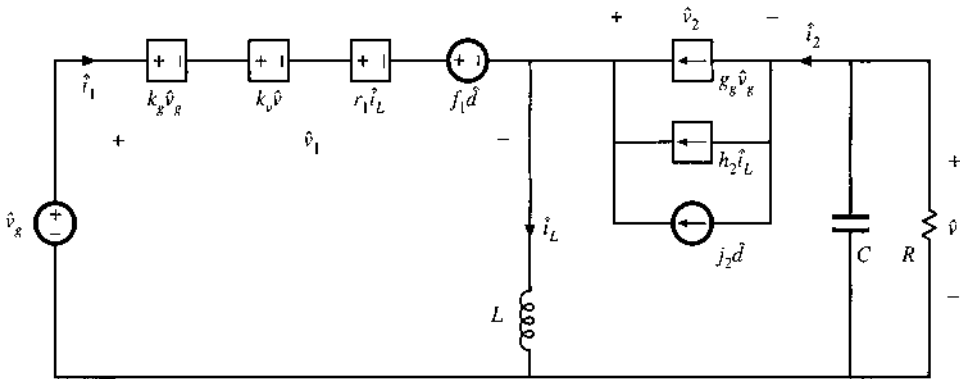 + v̂₂ −
î₂
î₁
+ − + − + − + −
k_g v̂_g
k_v v̂
r₁ î_L
f₁ d̂
g_g v̂_g
+ v̂₁ −
h₂ î_L
+
v̂_g
+
−
î_L
j₂ d̂
C
R
v̂
−
L